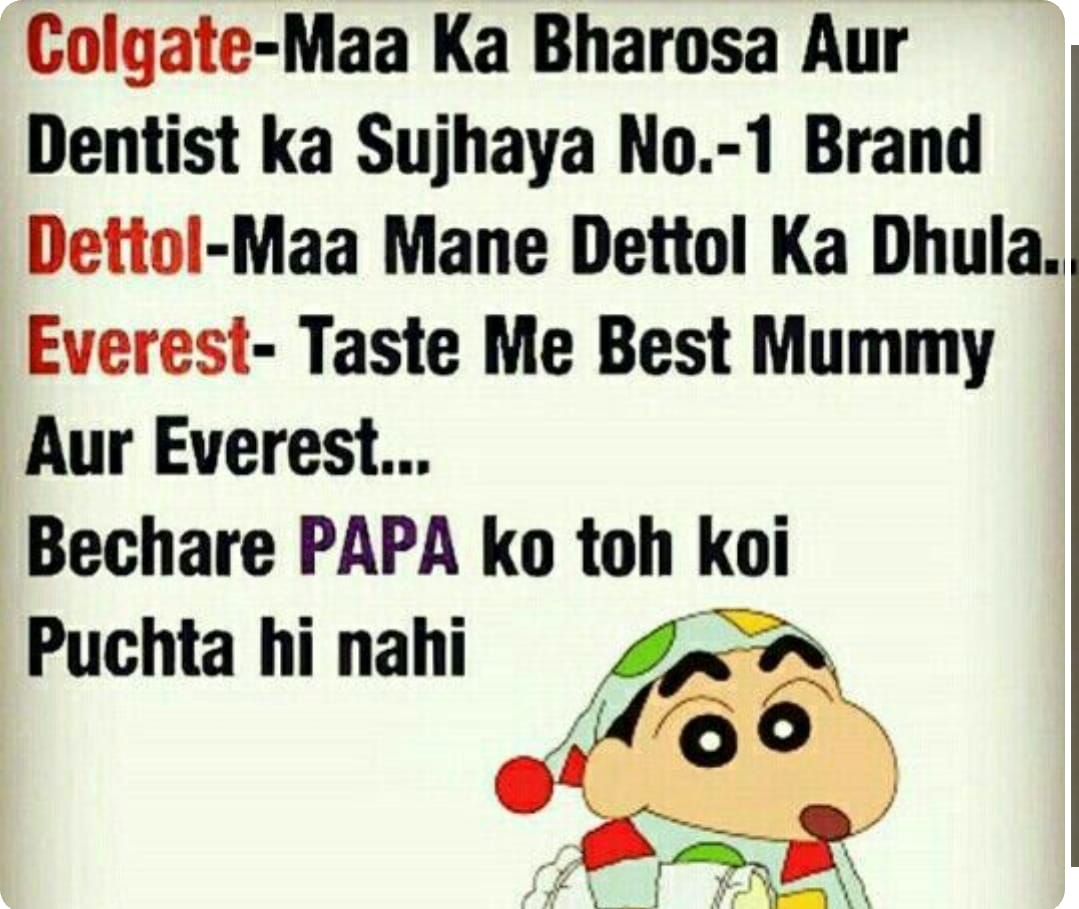 Colgate-Maa Ka Bharosa Aur
Dentist ka Sujhaya No.-1 Brand
Dettol-Maa Mane Dettol Ka Dhula..
Everest- Taste Me Best Mummy
Aur Everest...
Bechare PAPA ko toh koi
Puchta hi nahi